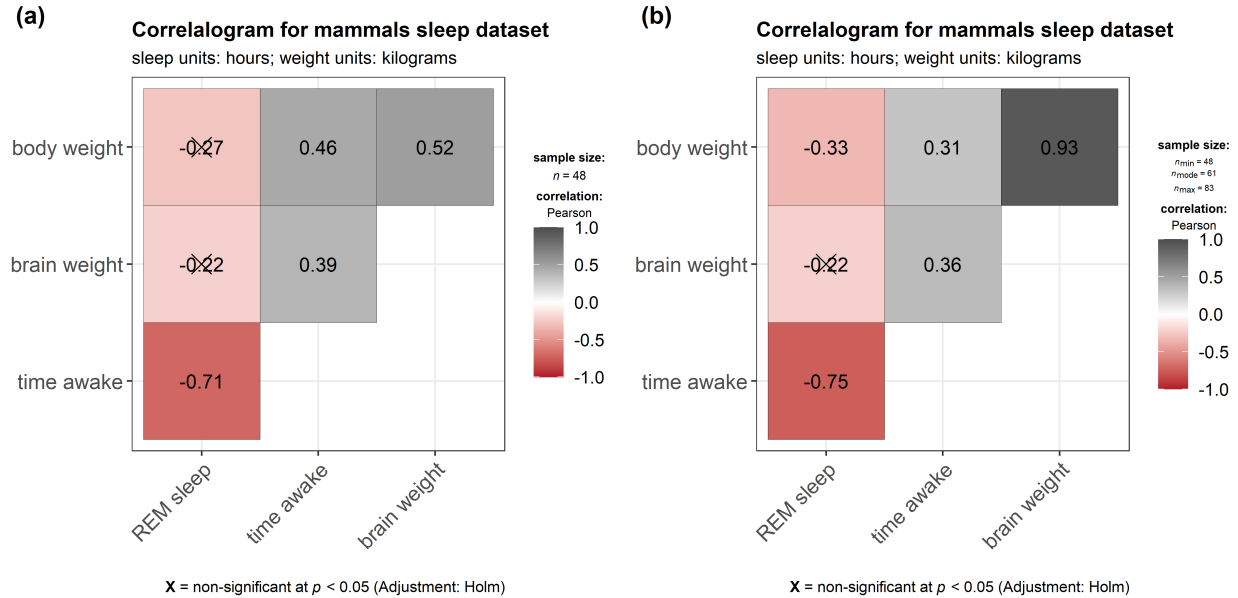 (a)
Correlalogram for mammals sleep dataset
sleep units: hours; weight units: kilograms
body weight
-0.27
0.46
0.52
brain weight
-0.22
0.39
time awake
-0.71
REM sleep
time awake
brain weight
sample size:
n = 48
correlation:
Pearson
1.0
0.5
0.0
-0.5
-1.0
X = non-significant at p < 0.05 (Adjustment: Holm)
(b)
Correlalogram for mammals sleep dataset
sleep units: hours; weight units: kilograms
body weight
-0.33
0.31
0.93
brain weight
-0.22
0.36
time awake
-0.75
REM sleep
time awake
brain weight
sample size:
nmin = 48
nmode = 61
nmax = 83
correlation:
Pearson
1.0
0.5
0.0
-0.5
-1.0
X = non-significant at p < 0.05 (Adjustment: Holm)